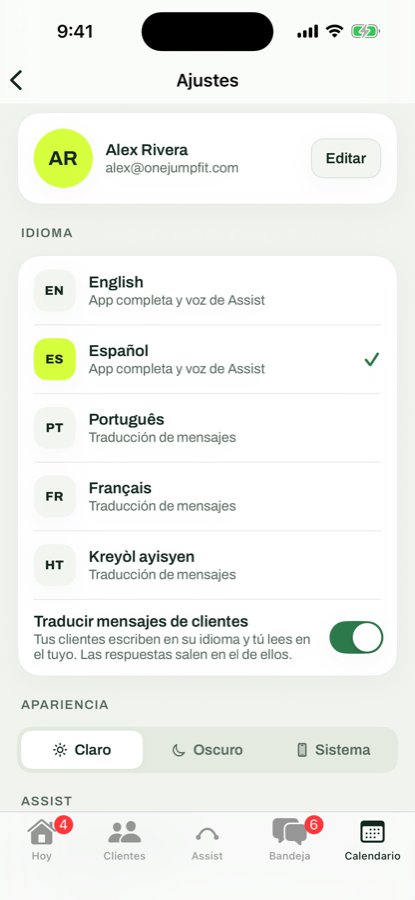 9:41
Ajustes
AR
Alex Rivera
alex@onejumpfit.com
Editar
IDIOMA
EN
English
App completa y voz de Assist
ES
Español
App completa y voz de Assist
PT
Português
Traducción de mensajes
FR
Français
Traducción de mensajes
HT
Kreyòl ayisyen
Traducción de mensajes
Traducir mensajes de clientes
Tus clientes escriben en su idioma y tú lees en
el tuyo. Las respuestas salen en el de ellos.
APARIENCIA
Claro
Oscuro
Sistema
ASSIST
4
6
Hoy
Clientes
Assist
Bandeja
Calendario